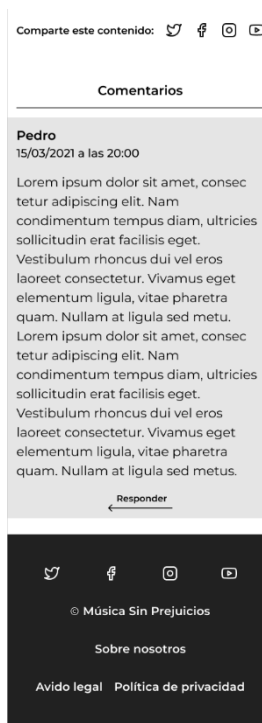 Comparte este contenido:
Comentarios
Pedro
15/03/2021 a las 20:00
Lorem ipsum dolor sit amet, consec
tetur adipiscing elit. Nam
condimentum tempus diam, ultricies
sollicitudin erat facilisis eget.
Vestibulum rhoncus dui vel eros
laoreet consectetur. Vivamus eget
elementum ligula, vitae pharetra
quam. Nullam at ligula sed metu.
Lorem ipsum dolor sit amet, consec
tetur adipiscing elit. Nam
condimentum tempus diam, ultricies
sollicitudin erat facilisis eget.
Vestibulum rhoncus dui vel eros
laoreet consectetur. Vivamus eget
elementum ligula, vitae pharetra
quam. Nullam at ligula sed metus.
Responder
© Música Sin Prejuicios
Sobre nosotros
Avido legal Política de privacidad